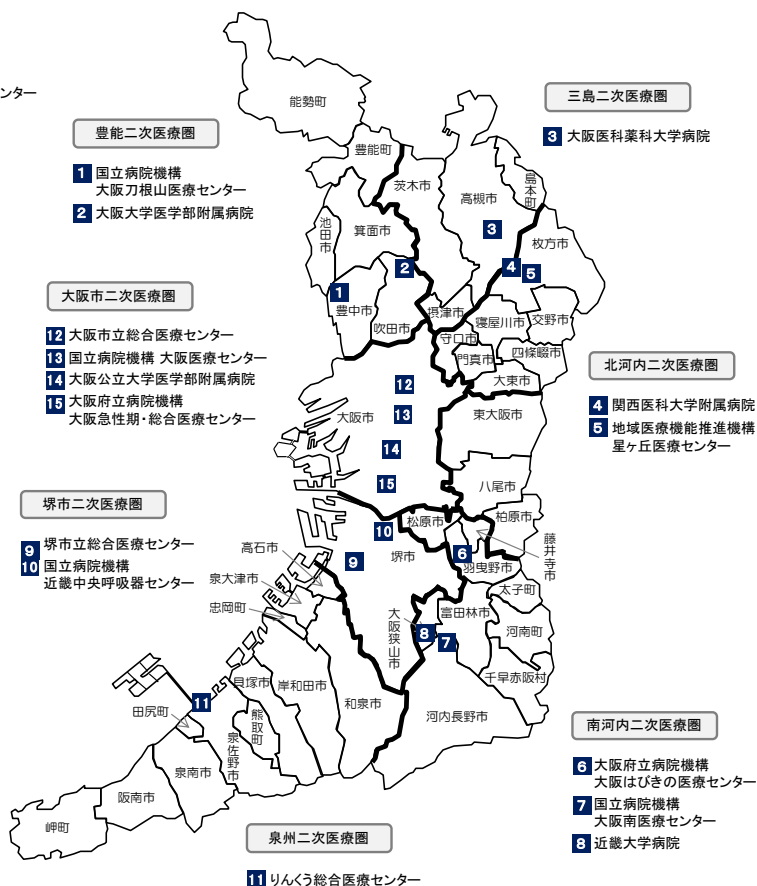 ンター
豊能二次医療圏
1 国立病院機構
大阪刀根山医療センター
2 大阪大学医学部附属病院
三島二次医療圏
3 大阪医科薬科大学病院
大阪市二次医療圏
12 大阪市立総合医療センター
13 国立病院機構 大阪医療センター
14 大阪公立大学医学部附属病院
15 大阪府立病院機構
大阪急性期・総合医療センター
北河内二次医療圏
4 関西医科大学附属病院
5 地域医療機能推進機構
星ヶ丘医療センター
堺市二次医療圏
9 堺市立総合医療センター
10 国立病院機構
近畿中央呼吸器センター
南河内二次医療圏
6 大阪府立病院機構
大阪はびきの医療センター
7 国立病院機構
大阪南医療センター
8 近畿大学病院
泉州二次医療圏
11 りんくう総合医療センター
能勢町
豊能町
茨木市
高槻市
島本町
池田市
箕面市
枚方市
3
2
4
5
1
豊中市
吹田市
摂津市
寝屋川市
交野市
守口市
門真市
四條畷市
大東市
12
大阪市
13
東大阪市
14
15
八尾市
10
松原市
柏原市
藤井寺市
高石市
9
堺市
6
羽曳野市
泉大津市
太子町
忠岡町
大阪狭山市
富田林市
8
7
河南町
千早赤阪村
11
貝塚市
岸和田市
和泉市
河内長野市
田尻町
熊取町
泉佐野市
泉南市
阪南市
岬町